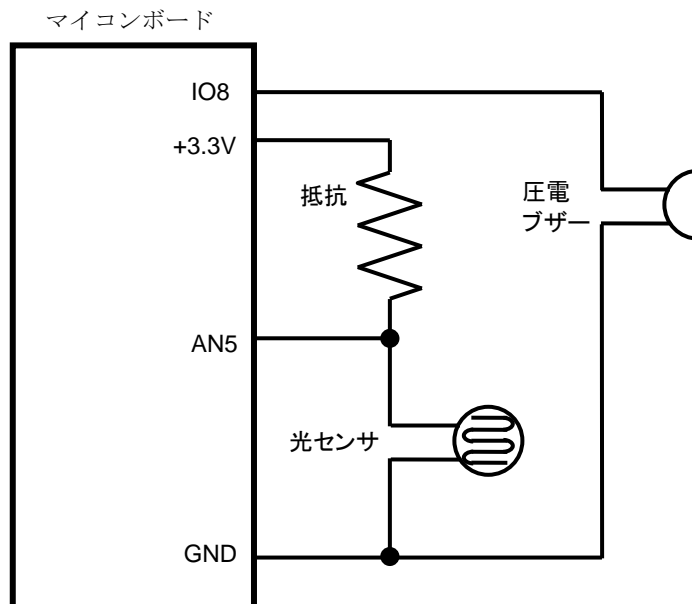 マイコンボード
IO8
+3.3V
抵抗
圧電
ブザー
AN5
光センサ
GND